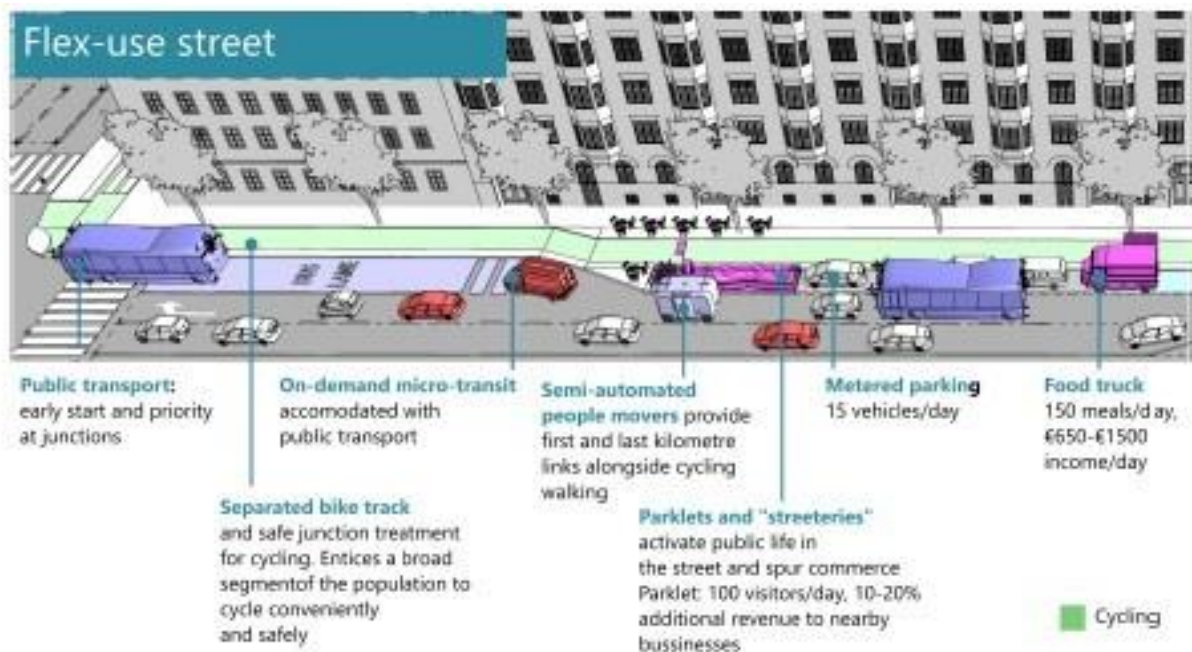 Flex-use street
Public transport:
early start and priority
at junctions
On-demand micro-transit
accomodated with
public transport
Semi-automated
people movers provide
first and last kilometre
links alongside cycling
walking
Metered parking
15 vehicles/day
Food truck
150 meals/day,
€650-€1500
income/day
Separated bike track
and safe junction treatment
for cycling. Entices a broad
segmentof the population to
cycle conveniently
and safely
Parklets and "streeteries"
activate public life in
the street and spur commerce
Parklet: 100 visitors/day, 10-20%
additional revenue to nearby
bussinesses
Cycling